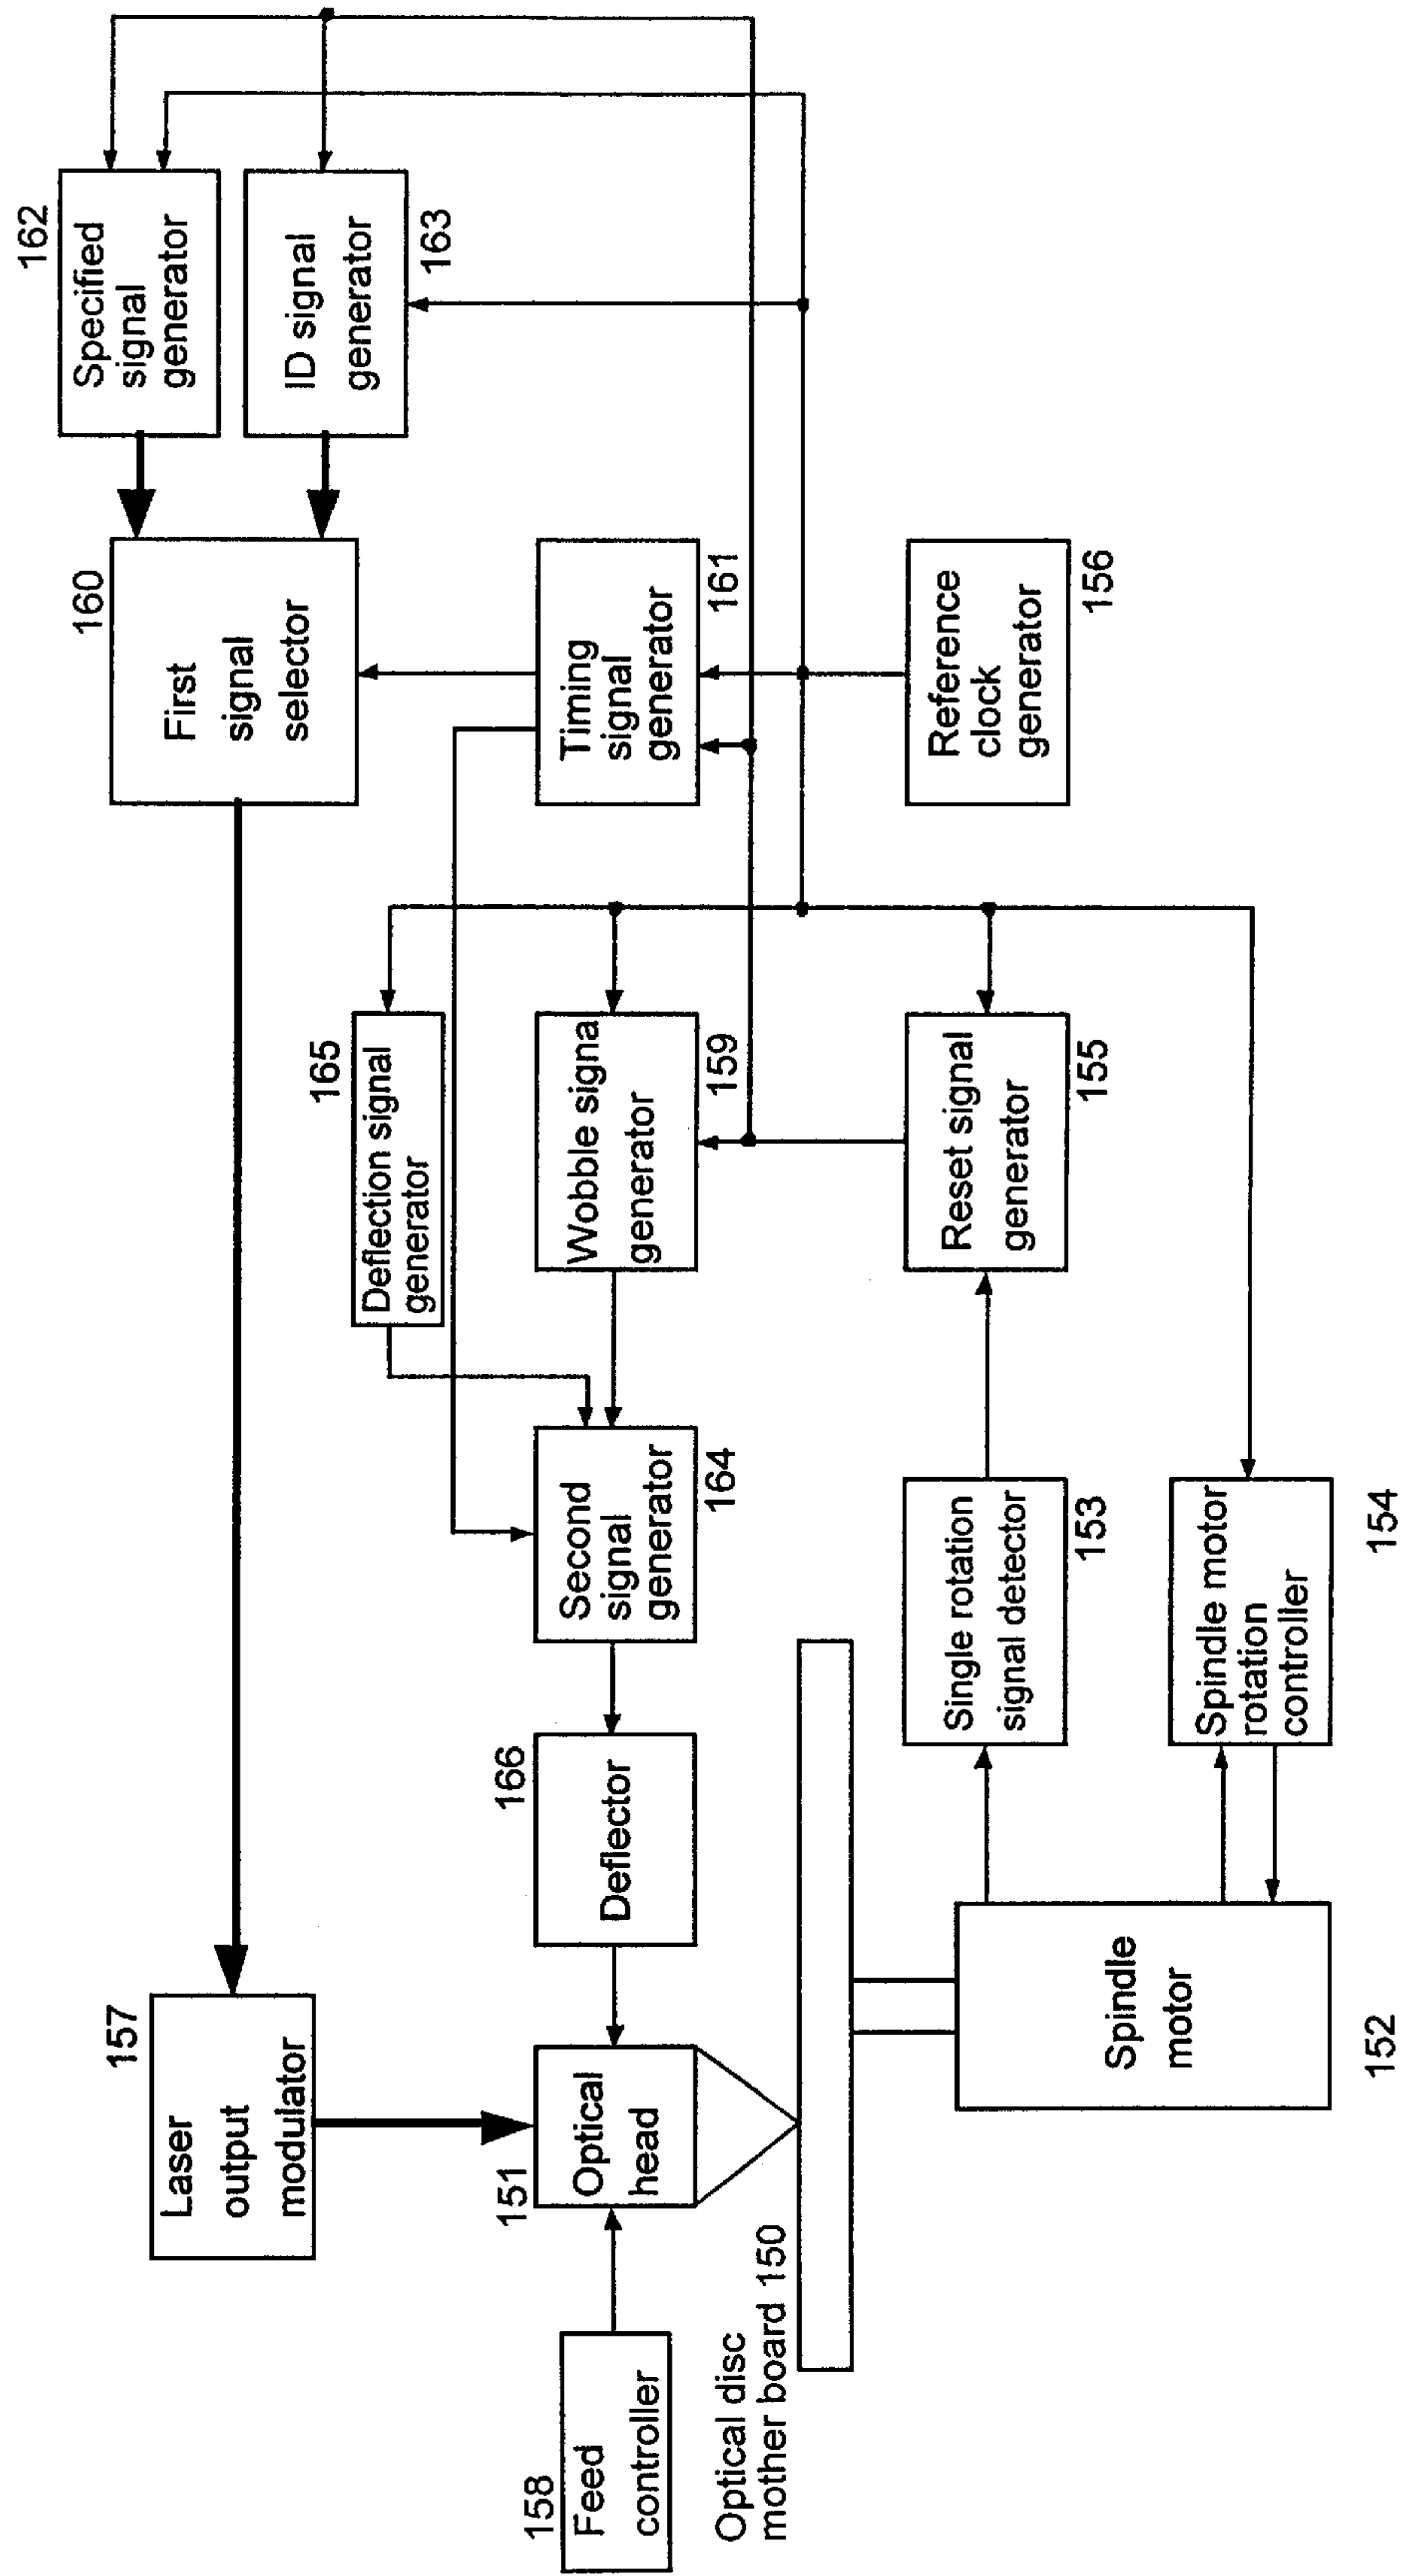 162
Specified
signal
generator
ID signal
generator
163
160
First
signal
selector
Timing
signal
generator
161
Reference
clock
generator
156
165
Deflection signal
generator
Wobble signa
generator
159
Reset signal
generator
155
Second
signal
generator
164
Single rotation
signal detector
153
Spindle motor
rotation
controller
154
166
Deflector
157
Laser
output
modulator
151
Optical
head
Spindle
motor
152
158
Feed
controller
Optical disc
mother board 150